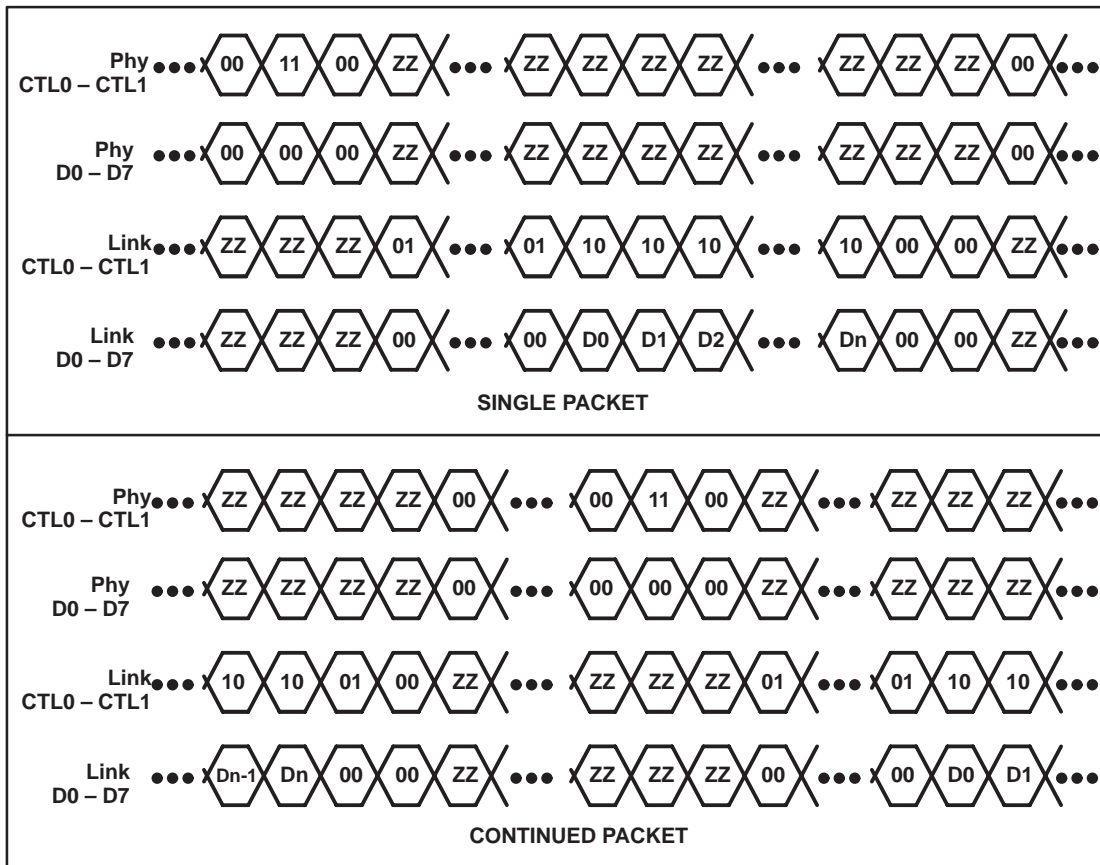 Phy
CTL0 – CTL1
00 11 00 ZZ ZZ ZZ ZZ ZZ ZZ ZZ ZZ 00
Phy
D0 – D7
00 00 00 ZZ ZZ ZZ ZZ ZZ ZZ ZZ ZZ 00
Link
CTL0 – CTL1
ZZ ZZ ZZ 01 01 10 10 10 10 00 00 ZZ
Link
D0 – D7
ZZ ZZ ZZ 00 00 D0 D1 D2 Dn 00 00 ZZ
SINGLE PACKET
Phy
CTL0 – CTL1
ZZ ZZ ZZ ZZ 00 00 11 00 ZZ ZZ ZZ ZZ
Phy
D0 – D7
ZZ ZZ ZZ ZZ 00 00 00 00 ZZ ZZ ZZ ZZ
Link
CTL0 – CTL1
10 10 01 00 ZZ ZZ ZZ ZZ 01 01 10 10
Link
D0 – D7
Dn-1 Dn 00 00 ZZ ZZ ZZ ZZ 00 00 D0 D1
CONTINUED PACKET